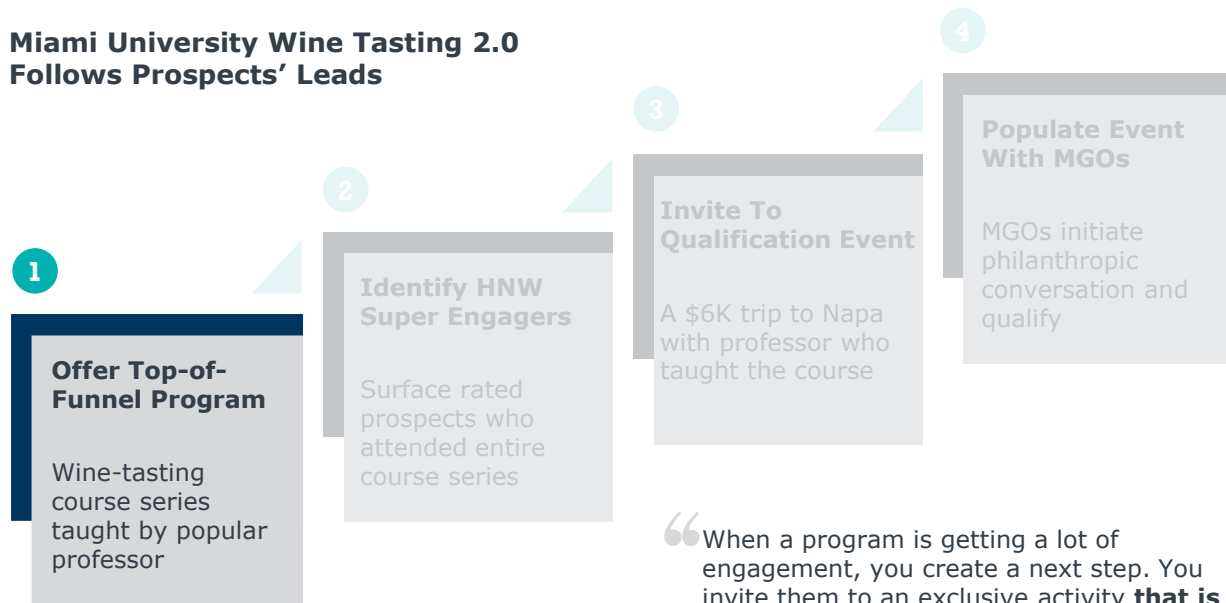 Miami University Wine Tasting 2.0
Follows Prospects’ Leads
1
Offer Top-of-
Funnel Program
Wine-tasting
course series
taught by popular
professor
2
Identify HNW
Super Engagers
Surface rated
prospects who
attended entire
course series
3
Invite To
Qualification Event
A $6K trip to Napa
with professor who
taught the course
4
Populate Event
With MGOs
MGOs initiate
philanthropic
conversation and
qualify
“When a program is getting a lot of
engagement, you create a next step. You
invite them to an exclusive activity that is